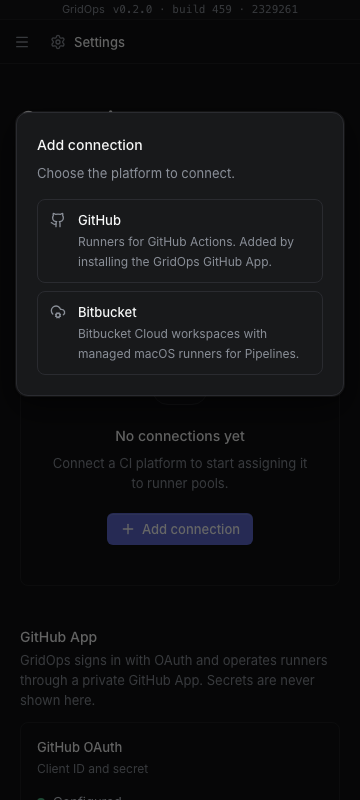 GridOps v0.2.0 · build 459 · 2329261
Settings
Add connection
Choose the platform to connect.
GitHub
Runners for GitHub Actions. Added by
installing the GridOps GitHub App.
Bitbucket
Bitbucket Cloud workspaces with
managed macOS runners for Pipelines.
No connections yet
Connect a CI platform to start assigning it
to runner pools.
Add connection
GitHub App
GridOps signs in with OAuth and operates runners
through a private GitHub App. Secrets are never
shown here.
GitHub OAuth
Client ID and secret
Configured